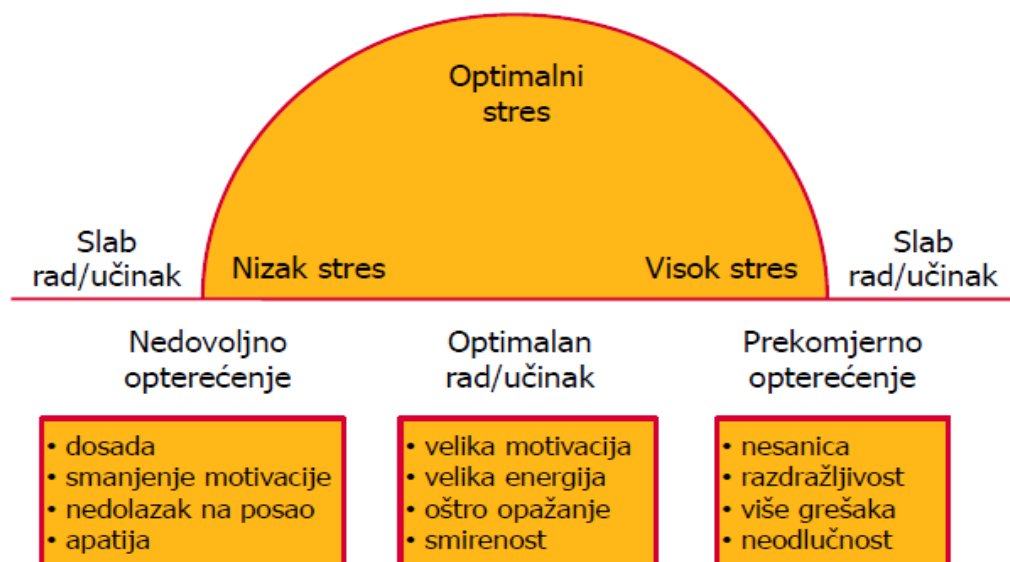 Optimalni
stres
Slab
rad/učinak
Nizak stres
Visok stres
Slab
rad/učinak
Nedovoljno
opterećenje
Optimalan
rad/učinak
Prekomjerno
opterećenje
• dosada
• smanjenje motivacije
• nedolazak na posao
• apatija
• velika motivacija
• velika energija
• oštro opažanje
• smirenost
• nesanica
• razdražljivost
• više grešaka
• neodlučnost